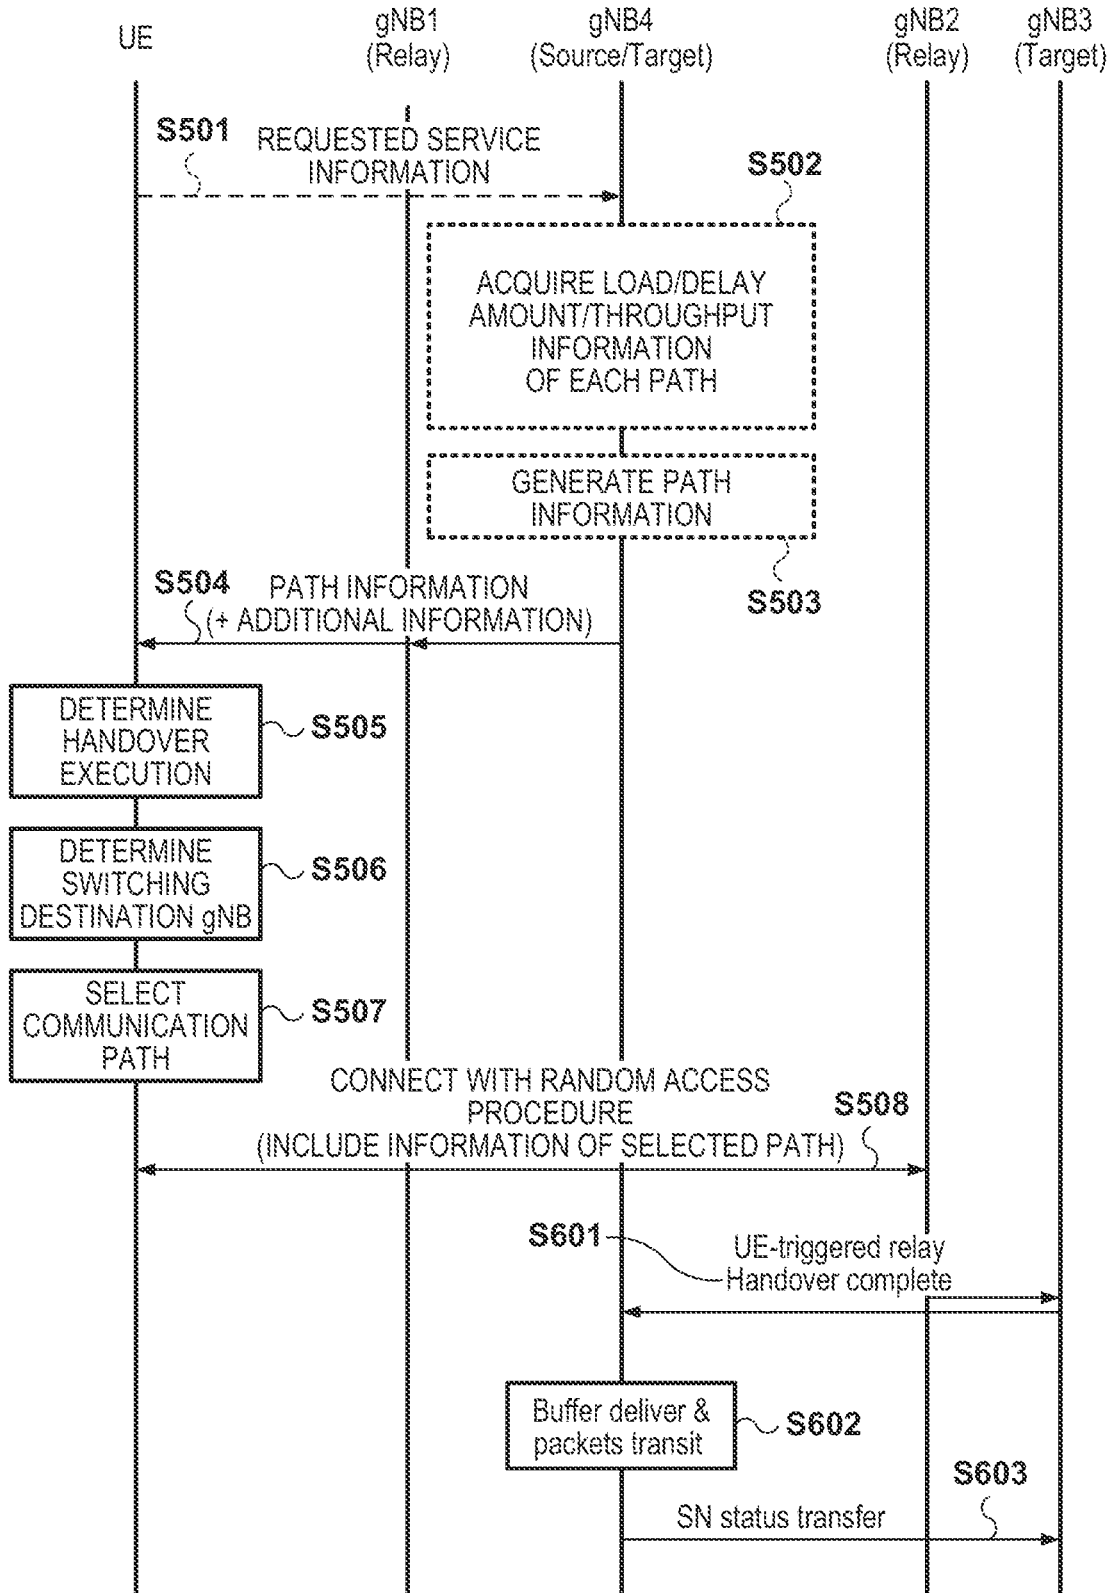 UE
gNB1
(Relay)
gNB4
(Source/Target)
gNB2
(Relay)
gNB3
(Target)
S501
REQUESTED SERVICE
INFORMATION
S502
ACQUIRE LOAD/DELAY
AMOUNT/THROUGHPUT
INFORMATION
OF EACH PATH
GENERATE PATH
INFORMATION
S503
S504
PATH INFORMATION
(+ ADDITIONAL INFORMATION)
DETERMINE
HANDOVER
EXECUTION
S505
DETERMINE
SWITCHING
DESTINATION gNB
S506
SELECT
COMMUNICATION
PATH
S507
CONNECT WITH RANDOM ACCESS
PROCEDURE
(INCLUDE INFORMATION OF SELECTED PATH)
S508
S601
UE-triggered relay
Handover complete
Buffer deliver &
packets transit
S602
S603
SN status transfer